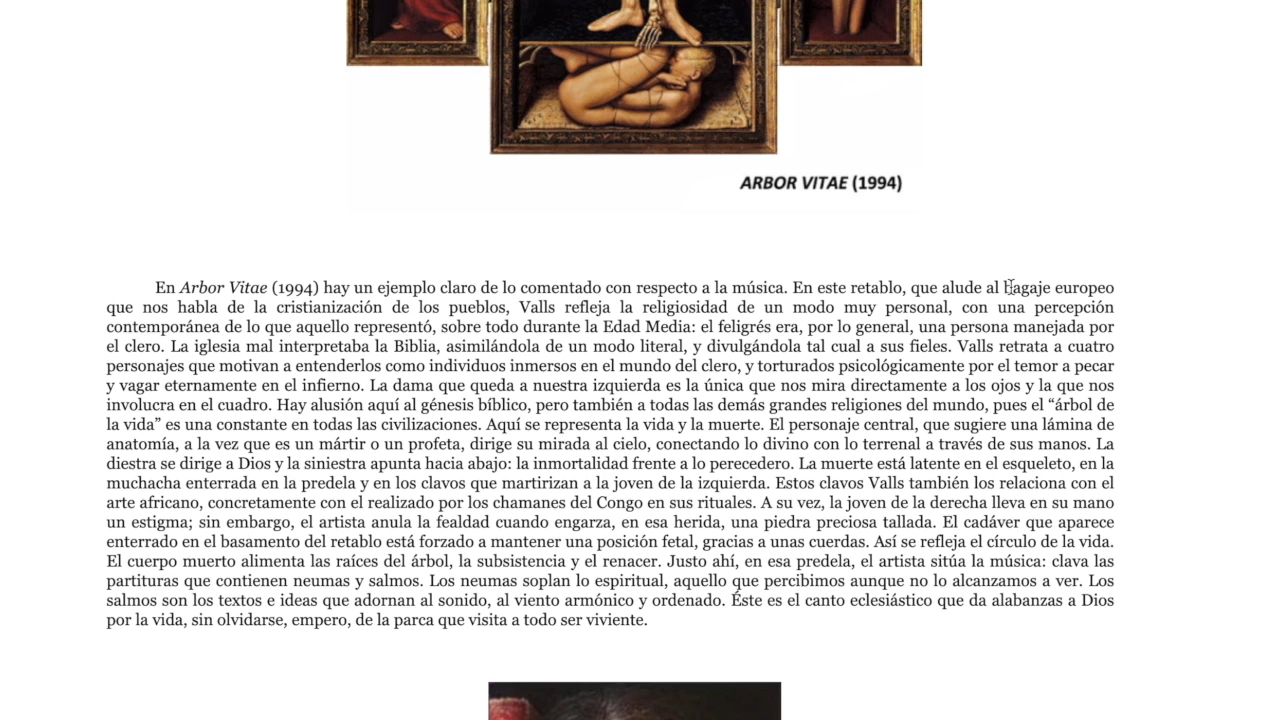 ARBOR VITAE (1994)
En Arbor Vitae (1994) hay un ejemplo claro de lo comentado con respecto a la música. En este retablo, que alude al bagaje europeo
que nos habla de la cristianización de los pueblos, Valls refleja la religiosidad de un modo muy personal, con una percepción
contemporánea de lo que aquello representó, sobre todo durante la Edad Media: el feligrés era, por lo general, una persona manejada por
el clero. La iglesia mal interpretaba la Biblia, asimilándola de un modo literal, y divulgándola tal cual a sus fieles. Valls retrata a cuatro
personajes que motivan a entenderlos como individuos inmersos en el mundo del clero, y torturados psicológicamente por el temor a pecar
y vagar eternamente en el infierno. La dama que queda a nuestra izquierda es la única que nos mira directamente a los ojos y la que nos
involucra en el cuadro. Hay alusión aquí al génesis bíblico, pero también a todas las demás grandes religiones del mundo, pues el “árbol de
la vida” es una constante en todas las civilizaciones. Aquí se representa la vida y la muerte. El personaje central, que sugiere una lámina de
anatomía, a la vez que es un mártir o un profeta, dirige su mirada al cielo, conectando lo divino con lo terrenal a través de sus manos. La
diestra se dirige a Dios y la siniestra apunta hacia abajo: la inmortalidad frente a lo perecedero. La muerte está latente en el esqueleto, en la
muchacha enterrada en la predela y en los clavos que martirizan a la joven de la izquierda. Estos clavos Valls también los relaciona con el
arte africano, concretamente con el realizado por los chamanes del Congo en sus rituales. A su vez, la joven de la derecha lleva en su mano
un estigma; sin embargo, el artista anula la fealdad cuando engarza, en esa herida, una piedra preciosa tallada. El cadáver que aparece
enterrado en el basamento del retablo está forzado a mantener una posición fetal, gracias a unas cuerdas. Así se refleja el círculo de la vida.
El cuerpo muerto alimenta las raíces del árbol, la subsistencia y el renacer. Justo ahí, en esa predela, el artista sitúa la música: clava las
partituras que contienen neumas y salmos. Los neumas soplan lo espiritual, aquello que percibimos aunque no lo alcanzamos a ver. Los
salmos son los textos e ideas que adornan al sonido, al viento armónico y ordenado. Éste es el canto eclesiástico que da alabanzas a Dios
por la vida, sin olvidarse, empero, de la parca que visita a todo ser viviente.